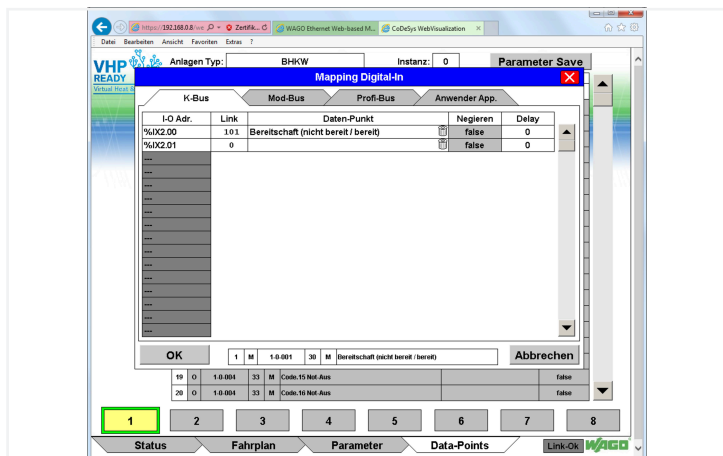 https://192.168.0.8/we Zertifik... WAGO Ethernet Web-based M... CoDeSys WebVisualization ×
Datei Bearbeiten Ansicht Favoriten Extras ?
VHP Anlagen Typ: BHKW Instanz: 0 Parameter Save
READY
Mapping Digital-In X
K-Bus Mod-Bus Profi-Bus Anwender App.
I-O Adr. Link Daten-Punkt Negieren Delay
%IX2.00 101 Bereitschaft (nicht bereit / bereit) false 0
%IX2.01 0 false 0
---
---
---
---
---
---
---
---
---
---
---
---
---
---
OK 1 M 1-0-001 30 M Bereitschaft (nicht bereit / bereit) Abbrechen
19 O 1-0-004 33 M Code.15 Not-Aus false
20 O 1-0-004 33 M Code.16 Not-Aus false
1 2 3 4 5 6 7 8
Status Fahrplan Parameter Data-Points Link-Ok WAGO